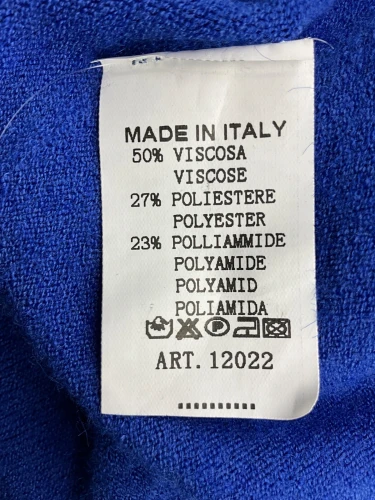 MADE IN ITALY
50% VISCOSA
VISCOSE
27% POLIESTERE
POLYESTER
23% POLLIAMMIDE
POLYAMIDE
POLYAMID
POLIAMIDA
ART. 12022